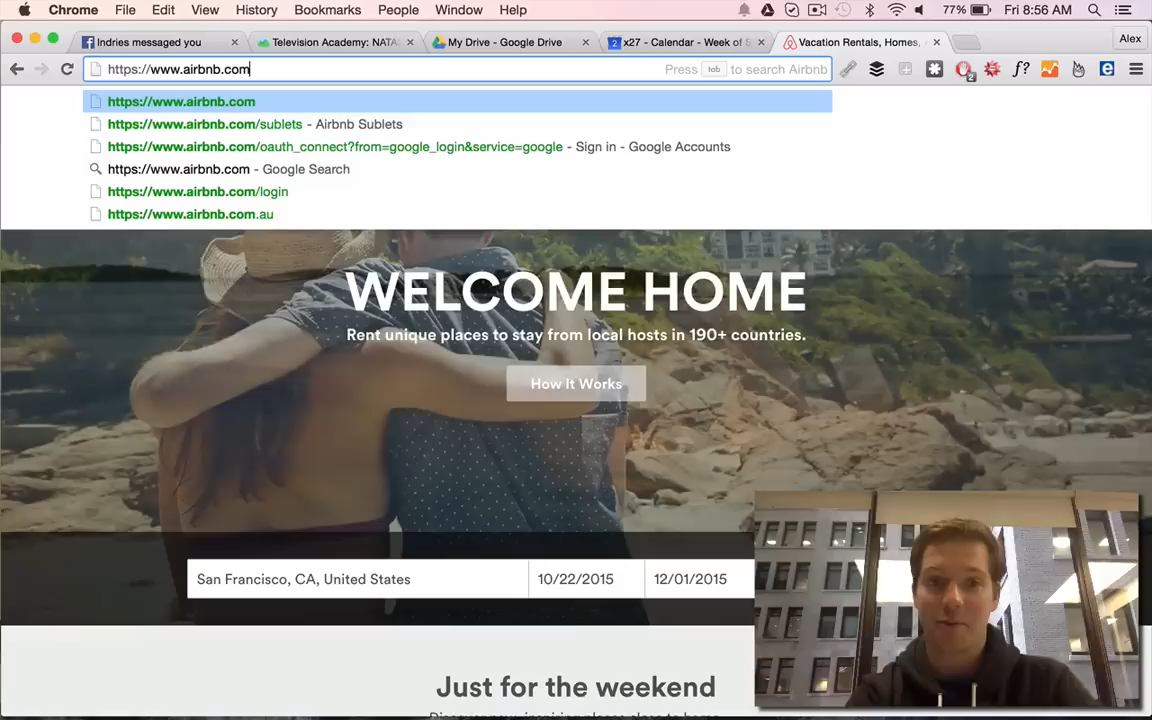 Chrome File Edit View History Bookmarks People Window Help 77% Fri 8:56 AM
Indries messaged you
Television Academy: NATAS
My Drive - Google Drive
2 x27 - Calendar - Week of S
Vacation Rentals, Homes,
Alex
https://www.airbnb.com Press tab to search Airbnb 2 f?
https://www.airbnb.com
https://www.airbnb.com/sublets - Airbnb Sublets
https://www.airbnb.com/oauth_connect?from=google_login&service=google - Sign in - Google Accounts
https://www.airbnb.com - Google Search
https://www.airbnb.com/login
https://www.airbnb.com.au
WELCOME HOME
Rent unique places to stay from local hosts in 190+ countries.
How It Works
San Francisco, CA, United States 10/22/2015 12/01/2015
Just for the weekend